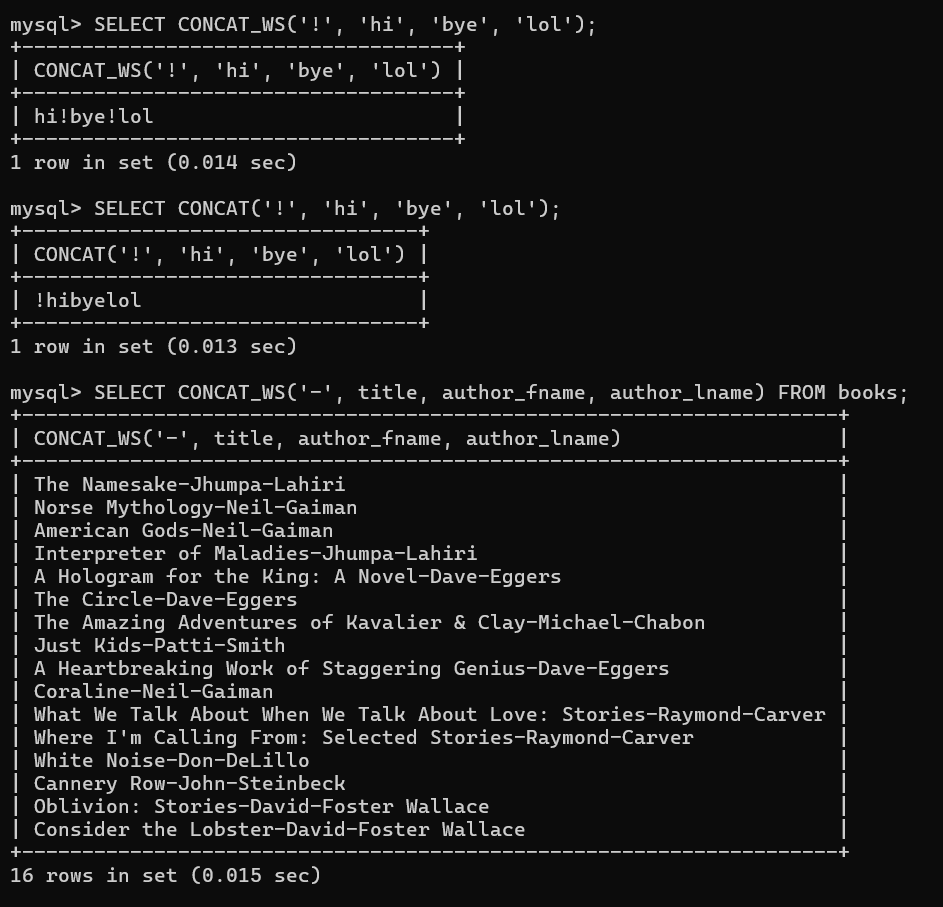 mysql> SELECT CONCAT_WS('!', 'hi', 'bye', 'lol');
+------------------------------------+
| CONCAT_WS('!', 'hi', 'bye', 'lol') |
+------------------------------------+
| hi!bye!lol                         |
+------------------------------------+
1 row in set (0.014 sec)

mysql> SELECT CONCAT('!', 'hi', 'bye', 'lol');
+---------------------------------+
| CONCAT('!', 'hi', 'bye', 'lol') |
+---------------------------------+
| !hibyelol                       |
+---------------------------------+
1 row in set (0.013 sec)

mysql> SELECT CONCAT_WS('-', title, author_fname, author_lname) FROM books;
+--------------------------------------------------------------------+
| CONCAT_WS('-', title, author_fname, author_lname)                  |
+--------------------------------------------------------------------+
| The Namesake-Jhumpa-Lahiri                                         |
| Norse Mythology-Neil-Gaiman                                        |
| American Gods-Neil-Gaiman                                          |
| Interpreter of Maladies-Jhumpa-Lahiri                              |
| A Hologram for the King: A Novel-Dave-Eggers                       |
| The Circle-Dave-Eggers                                             |
| The Amazing Adventures of Kavalier & Clay-Michael-Chabon           |
| Just Kids-Patti-Smith                                              |
| A Heartbreaking Work of Staggering Genius-Dave-Eggers              |
| Coraline-Neil-Gaiman                                               |
| What We Talk About When We Talk About Love: Stories-Raymond-Carver |
| Where I'm Calling From: Selected Stories-Raymond-Carver            |
| White Noise-Don-DeLillo                                            |
| Cannery Row-John-Steinbeck                                         |
| Oblivion: Stories-David-Foster Wallace                             |
| Consider the Lobster-David-Foster Wallace                          |
+--------------------------------------------------------------------+
16 rows in set (0.015 sec)